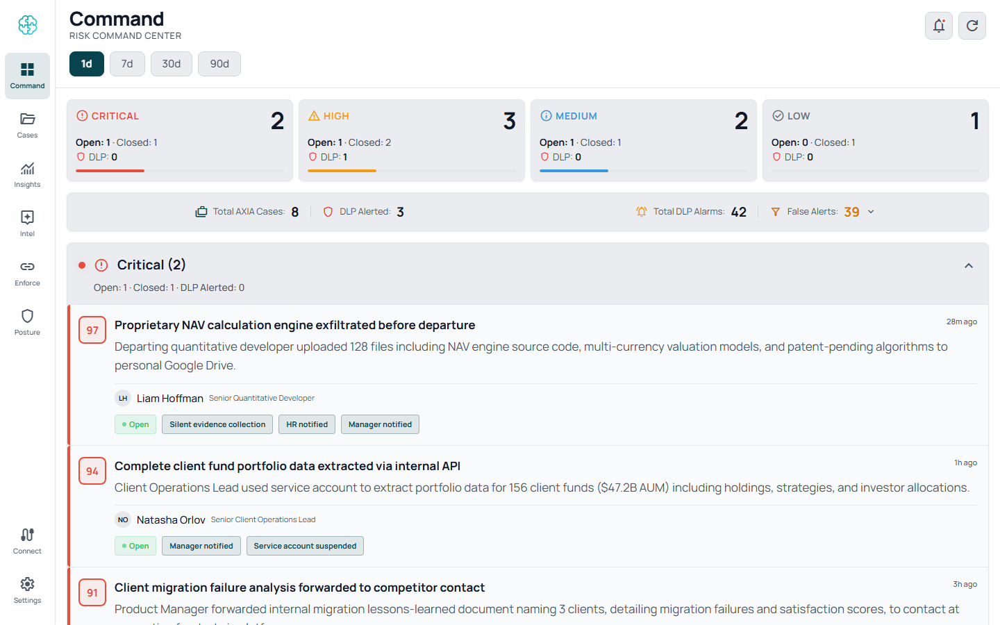 Command
RISK COMMAND CENTER
1d
7d
30d
90d
Command
Cases
Insights
Intel
Enforce
Posture
Connect
Settings
CRITICAL 2
Open: 1 · Closed: 1
DLP: 0
HIGH 3
Open: 1 · Closed: 2
DLP: 1
MEDIUM 2
Open: 1 · Closed: 1
DLP: 0
LOW 1
Open: 0 · Closed: 1
DLP: 0
Total AXIA Cases: 8 DLP Alerted: 3 Total DLP Alarms: 42 False Alerts: 39
Critical (2)
Open: 1 · Closed: 1 · DLP Alerted: 0
97
Proprietary NAV calculation engine exfiltrated before departure
28m ago
Departing quantitative developer uploaded 128 files including NAV engine source code, multi-currency valuation models, and patent-pending algorithms to
personal Google Drive.
LH Liam Hoffman Senior Quantitative Developer
Open Silent evidence collection HR notified Manager notified
94
Complete client fund portfolio data extracted via internal API
1h ago
Client Operations Lead used service account to extract portfolio data for 156 client funds ($47.2B AUM) including holdings, strategies, and investor allocations.
NO Natasha Orlov Senior Client Operations Lead
Open Manager notified Service account suspended
91
Client migration failure analysis forwarded to competitor contact
3h ago
Product Manager forwarded internal migration lessons-learned document naming 3 clients, detailing migration failures and satisfaction scores, to contact at